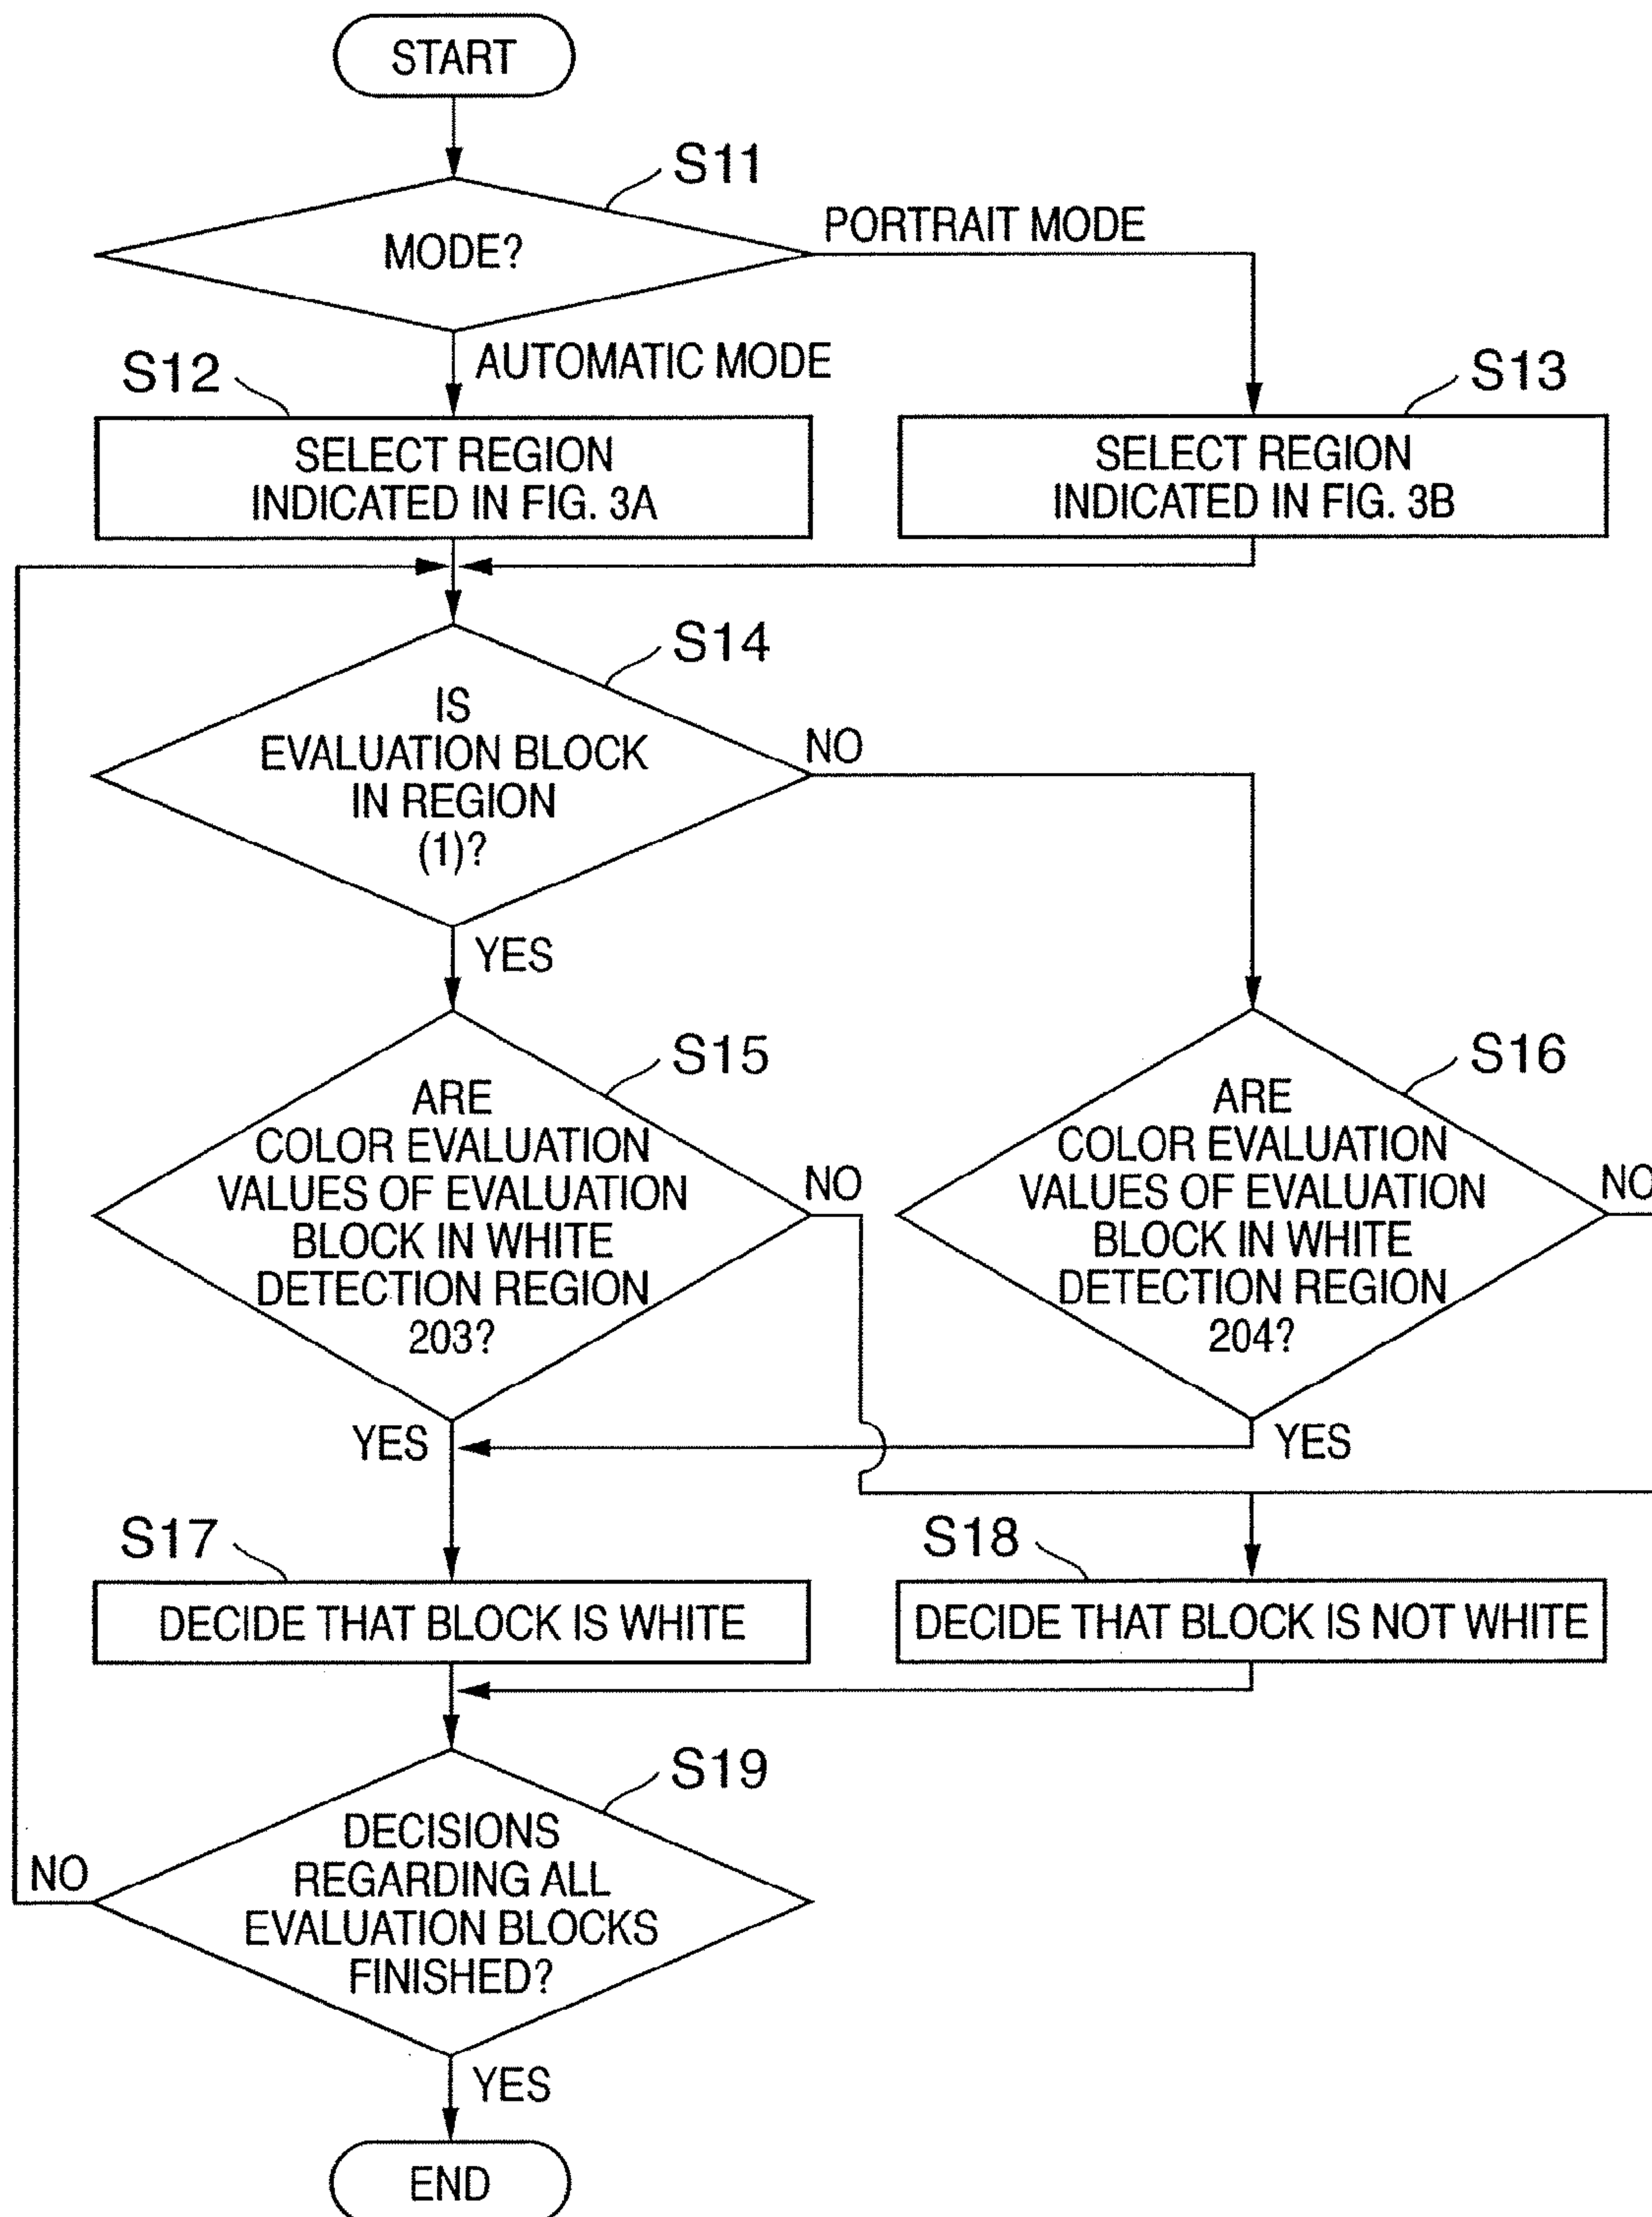 START
S11
MODE?
PORTRAIT MODE
AUTOMATIC MODE
S12
SELECT REGION
INDICATED IN FIG. 3A
S13
SELECT REGION
INDICATED IN FIG. 3B
S14
IS
EVALUATION BLOCK
IN REGION
(1)?
NO
YES
S15
ARE
COLOR EVALUATION
VALUES OF EVALUATION
BLOCK IN WHITE
DETECTION REGION
203?
NO
YES
S16
ARE
COLOR EVALUATION
VALUES OF EVALUATION
BLOCK IN WHITE
DETECTION REGION
204?
NO
YES
S17
DECIDE THAT BLOCK IS WHITE
S18
DECIDE THAT BLOCK IS NOT WHITE
S19
DECISIONS
REGARDING ALL
EVALUATION BLOCKS
FINISHED?
NO
YES
END